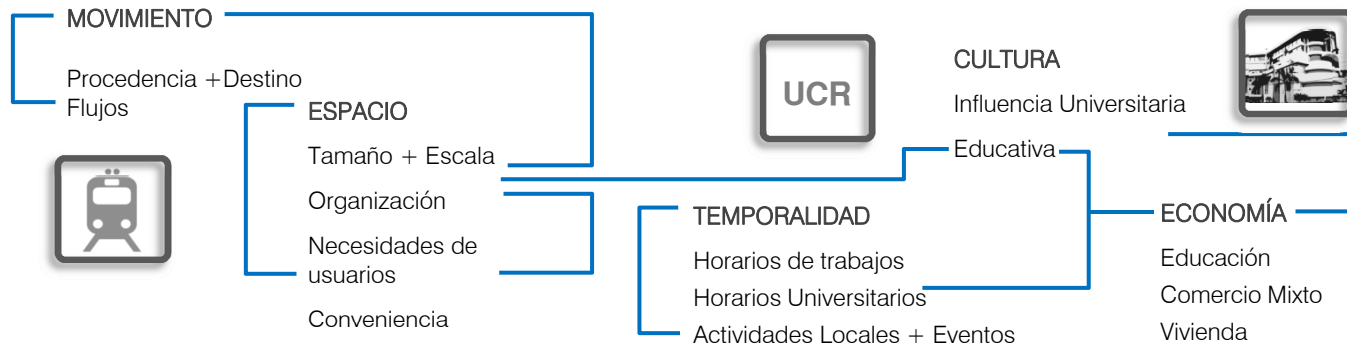 MOVIMIENTO
Procedencia +Destino
Flujos
ESPACIO
Tamaño + Escala
Organización
Necesidades de
usuarios
Conveniencia
UCR
CULTURA
Influencia Universitaria
Educativa
TEMPORALIDAD
Horarios de trabajos
Horarios Universitarios
Actividades Locales + Eventos
ECONOMÍA
Educación
Comercio Mixto
Vivienda